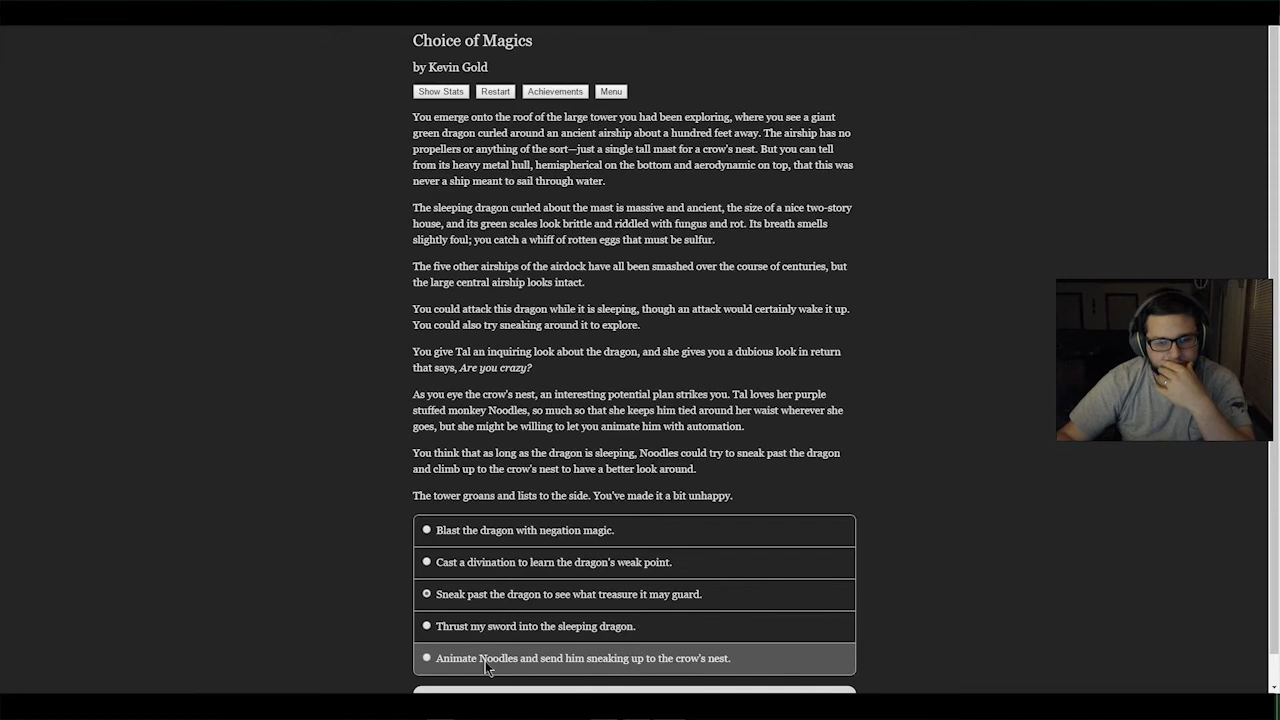 Choice of Magics
by Kevin Gold
Show Stats Restart Achievements Menu
You emerge onto the roof of the large tower you had been exploring, where you see a giant
green dragon curled around an ancient airship about a hundred feet away. The airship has no
propellers or anything of the sort—just a single tall mast for a crow's nest. But you can tell
from its heavy metal hull, hemispherical on the bottom and aerodynamic on top, that this was
never a ship meant to sail through water.
The sleeping dragon curled about the mast is massive and ancient, the size of a nice two-story
house, and its green scales look brittle and riddled with fungus and rot. Its breath smells
slightly foul; you catch a whiff of rotten eggs that must be sulfur.
The five other airships of the airdock have all been smashed over the course of centuries, but
the large central airship looks intact.
You could attack this dragon while it is sleeping, though an attack would certainly wake it up.
You could also try sneaking around it to explore.
You give Tal an inquiring look about the dragon, and she gives you a dubious look in return
that says, Are you crazy?
As you eye the crow's nest, an interesting potential plan strikes you. Tal loves her purple
stuffed monkey Noodles, so much so that she keeps him tied around her waist wherever she
goes, but she might be willing to let you animate him with automation.
You think that as long as the dragon is sleeping, Noodles could try to sneak past the dragon
and climb up to the crow's nest to have a better look around.
The tower groans and lists to the side. You've made it a bit unhappy.
Blast the dragon with negation magic.
Cast a divination to learn the dragon's weak point.
Sneak past the dragon to see what treasure it may guard.
Thrust my sword into the sleeping dragon.
Animate Noodles and send him sneaking up to the crow's nest.